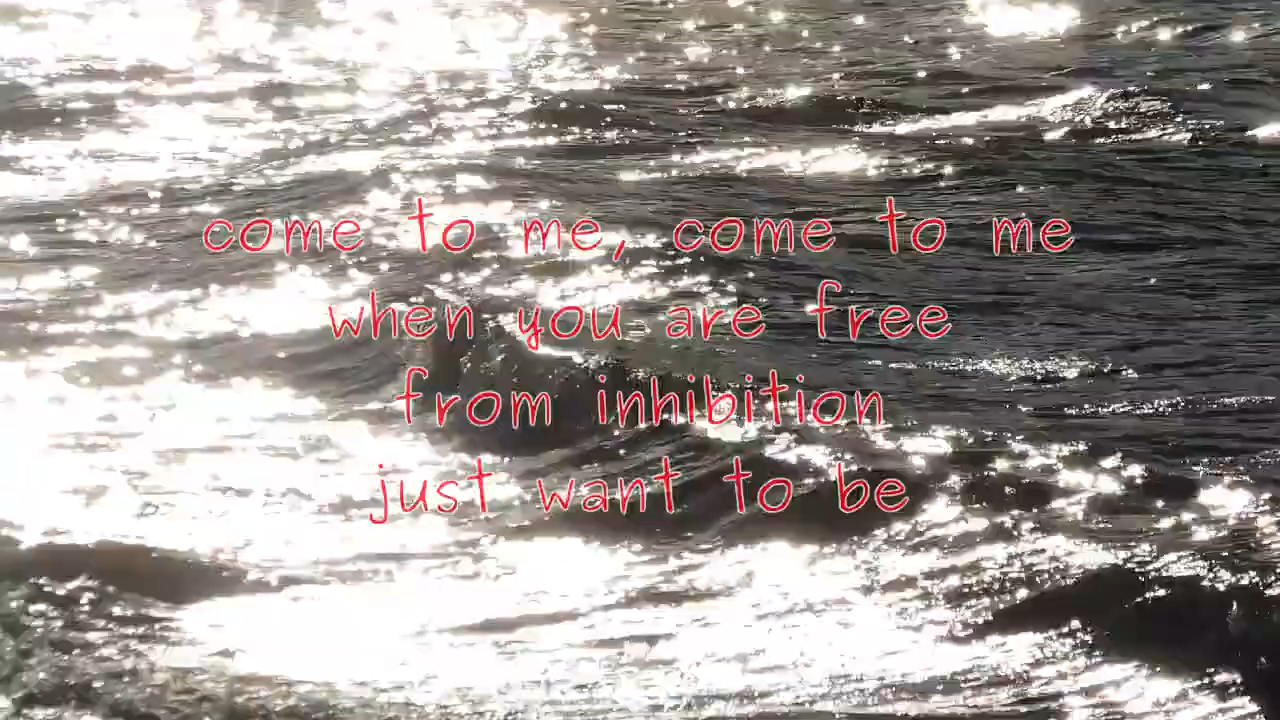 come to me, come to me
when you are free
from inhibition
just want to be